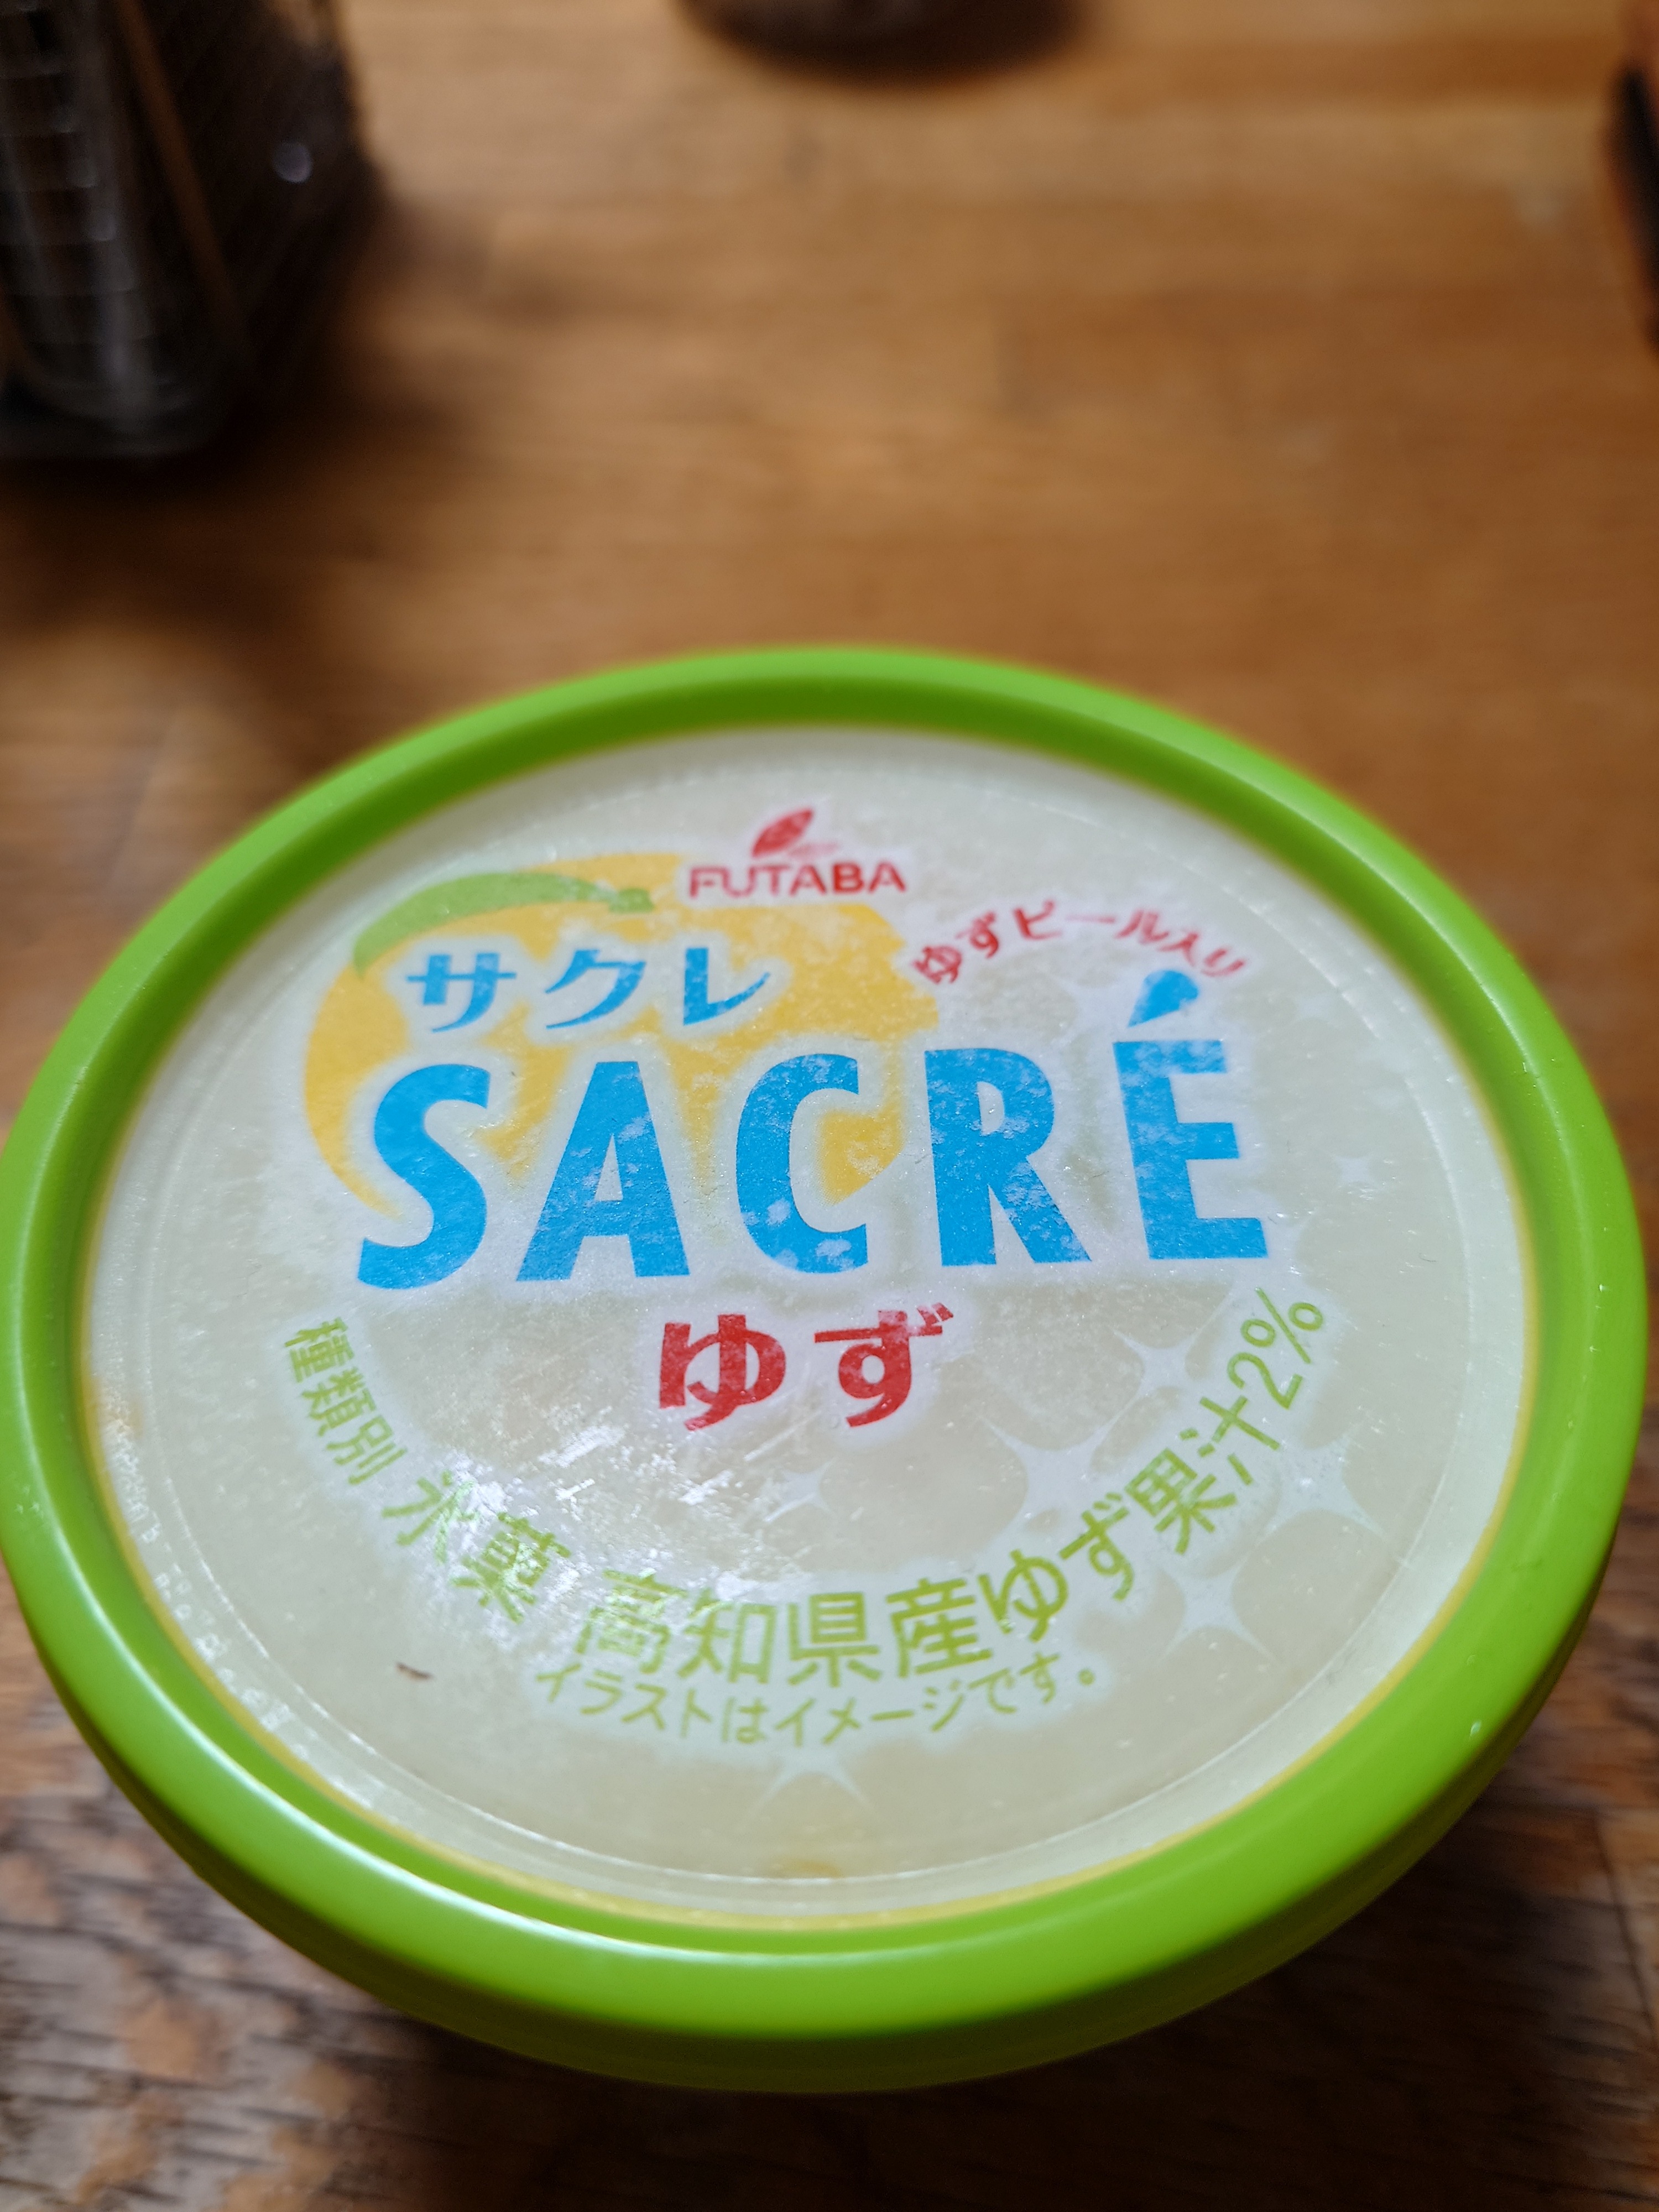 FUTABA
ゆずピール入り
サクレ
SACRÉ
ゆず
種類別 氷菓 高知県産ゆず果汁2%
イラストはイメージです。